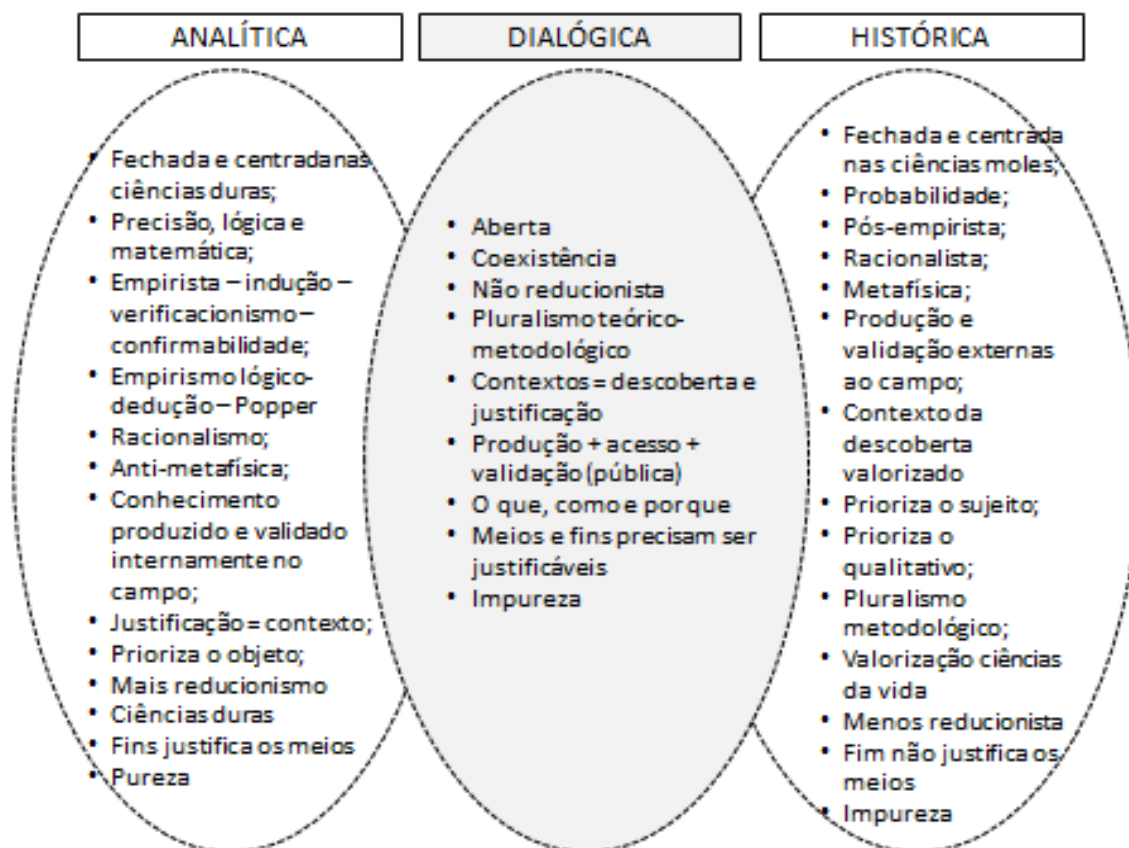 ANALÍTICA
DIALÓGICA
HISTÓRICA
• Fechada e centradanas
ciências duras;
• Precisão, lógica e
matemática;
• Empirista – indução –
verificacionismo –
confirmabilidade;
• Empirismo lógico-
dedução – Popper
• Racionalismo;
• Anti-metafísica;
• Conhecimento
produzido e validado
internamente no
campo;
• Justificação = contexto;
• Prioriza o objeto;
• Mais reducionismo
• Ciências duras
• Fins justifica os meios
• Pureza
• Aberta
• Coexistência
• Não reducionista
• Pluralismo teórico-
metodológico
• Contextos = descoberta e
justificação
• Produção + acesso +
validação (pública)
• O que, como e por que
• Meios e fins precisam ser
justificáveis
• Impureza
• Fechada e centrada
nas ciências moles;
• Probabilidade;
• Pós-empirista;
• Racionalista;
• Metafísica;
• Produção e
validação externas
ao campo;
• Contexto da
descoberta
valorizado
• Prioriza o sujeito;
• Prioriza o
qualitativo;
• Pluralismo
metodológico;
• Valorização ciências
da vida
• Menos reducionista
• Fim não justifica os
meios
• Impureza